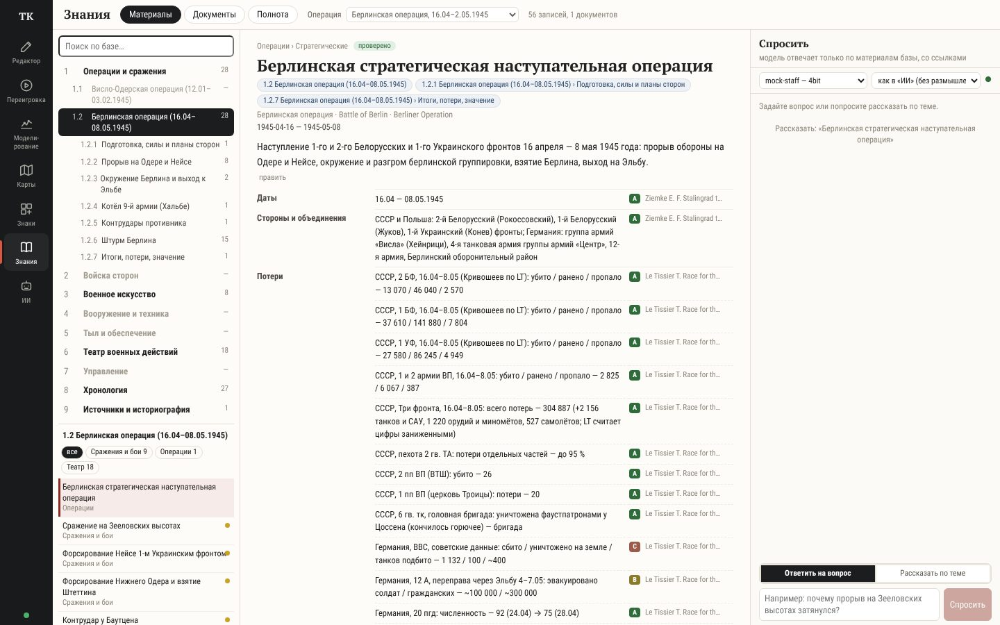 ТК
Редактор
Переигровка
Модели-
рование
Карты
Знаки
Знания
ИИ
Знания
Материалы
Документы
Полнота
Операция
Берлинская операция, 16.04–2.05.1945
56 записей, 1 документов
Поиск по базе…
1 Операции и сражения 28
1.1 Висло-Одерская операция (12.01– —
03.02.1945)
1.2 Берлинская операция (16.04– 28
08.05.1945)
1.2.1 Подготовка, силы и планы сторон 1
1.2.2 Прорыв на Одере и Нейсе 8
1.2.3 Окружение Берлина и выход к 2
Эльбе
1.2.4 Котёл 9-й армии (Хальбе) 1
1.2.5 Контрудары противника 1
1.2.6 Штурм Берлина 15
1.2.7 Итоги, потери, значение 1
2 Войска сторон —
3 Военное искусство 8
4 Вооружение и техника —
5 Тыл и обеспечение —
6 Театр военных действий 18
7 Управление —
8 Хронология 27
9 Источники и историография 1
1.2 Берлинская операция (16.04–08.05.1945)
все
Сражения и бои 9
Операции 1
Театр 18
Берлинская стратегическая наступательная
операция
Операции
Сражение на Зееловских высотах
Сражения и бои
Форсирование Нейсе 1-м Украинским фронтом
Сражения и бои
Форсирование Нижнего Одера и взятие
Штеттина
Сражения и бои
Контрудар у Баутцена
Операции › Стратегические
проверено
Берлинская стратегическая наступательная операция
1.2 Берлинская операция (16.04–08.05.1945)
1.2.1 Берлинская операция (16.04–08.05.1945) › Подготовка, силы и планы сторон
1.2.7 Берлинская операция (16.04–08.05.1945) › Итоги, потери, значение
Берлинская операция · Battle of Berlin · Berliner Operation
1945-04-16 — 1945-05-08
Наступление 1-го и 2-го Белорусских и 1-го Украинского фронтов 16 апреля — 8 мая 1945 года: прорыв обороны на
Одере и Нейсе, окружение и разгром берлинской группировки, взятие Берлина, выход на Эльбу.
править
Даты
16.04 — 08.05.1945
A Ziemke E. F. Stalingrad t…
Стороны и объединения
СССР и Польша: 2-й Белорусский (Рокоссовский), 1-й Белорусский
(Жуков), 1-й Украинский (Конев) фронты; Германия: группа армий
«Висла» (Хейнрици), 4-я танковая армия группы армий «Центр», 12-
я армия, Берлинский оборонительный район
A Ziemke E. F. Stalingrad t…
Потери
СССР, 2 БФ, 16.04–8.05 (Кривошеев по LT): убито / ранено / пропало
— 13 070 / 46 040 / 2 570
A Le Tissier T. Race for th…
СССР, 1 БФ, 16.04–8.05 (Кривошеев по LT): убито / ранено / пропало
— 37 610 / 141 880 / 7 804
A Le Tissier T. Race for th…
СССР, 1 УФ, 16.04–8.05 (Кривошеев по LT): убито / ранено / пропало
— 27 580 / 86 245 / 4 949
A Le Tissier T. Race for th…
СССР, 1 и 2 армии ВП, 16.04–8.05: убито / ранено / пропало — 2 825
/ 6 067 / 387
A Le Tissier T. Race for th…
СССР, Три фронта, 16.04–8.05: всего потерь — 304 887 (+2 156
танков и САУ, 1 220 орудий и миномётов, 527 самолётов; LT считает
цифры заниженными)
A Le Tissier T. Race for th…
СССР, пехота 2 гв. ТА: потери отдельных частей — до 95 %
A Le Tissier T. Race for th…
СССР, 2 пп ВП (ВТШ): убито — 26
A Le Tissier T. Race for th…
СССР, 1 пп ВП (церковь Троицы): потери — 20
A Le Tissier T. Race for th…
СССР, 6 гв. тк, головная бригада: уничтожена фаустпатронами у
Цоссена (кончилось горючее) — бригада
A Le Tissier T. Race for th…
Германия, ВВС, советские данные: сбито / уничтожено на земле /
танков подбито — 1 132 / 100 / ~400
C Le Tissier T. Race for th…
Германия, 12 А, переправа через Эльбу 4–7.05: эвакуировано
солдат / гражданских — ~100 000 / ~300 000
B Le Tissier T. Race for th…
Германия, 20 пгд: численность — 92 (24.04) → 75 (28.04)
A Le Tissier T. Race for th…
Спросить
модель отвечает только по материалам базы, со ссылками
mock-staff — 4bit
как в «ИИ» (без размышле
Задайте вопрос или попросите рассказать по теме.
Рассказать: «Берлинская стратегическая наступательная
операция»
Ответить на вопрос
Рассказать по теме
Например: почему прорыв на Зееловских
высотах затянулся?
Спросить